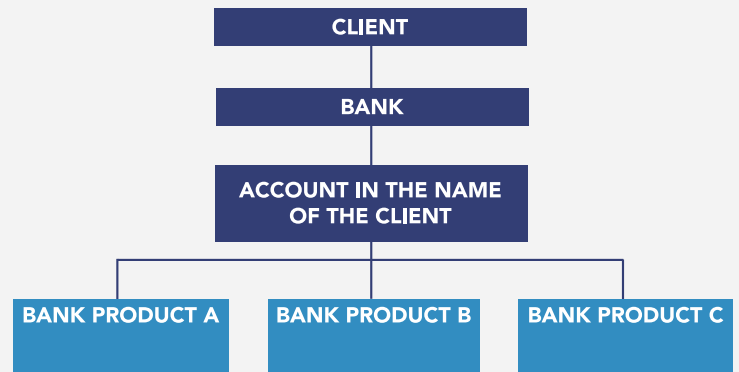 CLIENT
BANK
ACCOUNT IN THE NAME
OF THE CLIENT
BANK PRODUCT A
BANK PRODUCT B
BANK PRODUCT C